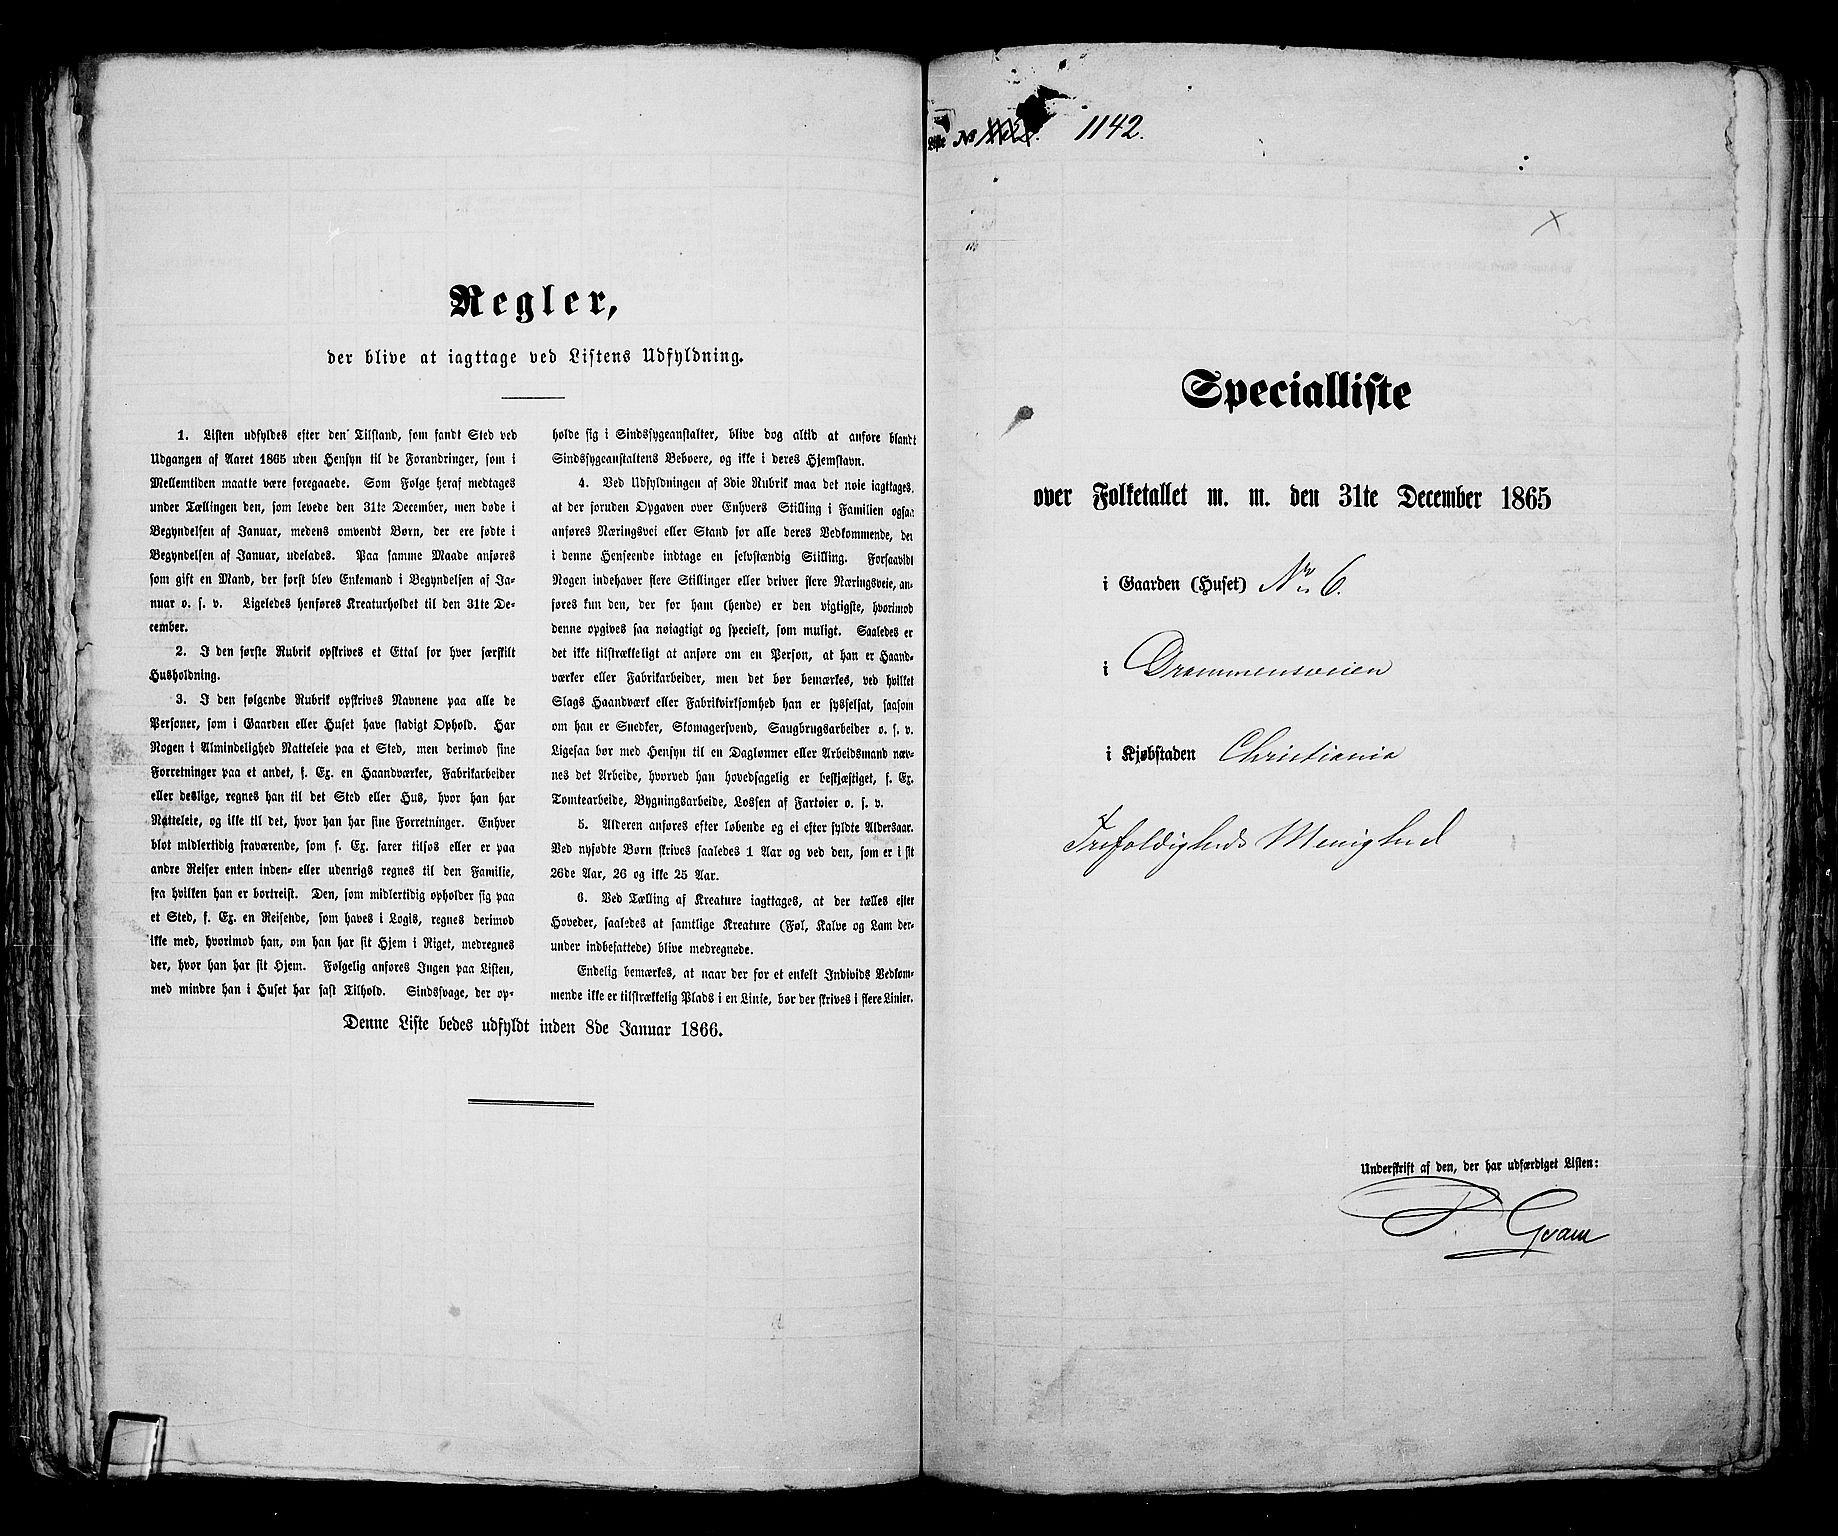 Regler,
der blive at iagttage ved Listens Udfyldning.
1. Listen udfyldes efter den Tilstand, som fandt Sted ved
Udgangen af Aaret 1865 uden Hensyn til de Forandringer, som i
Mellemtiden maatte være foregaaede. Som Følge heraf medtages
under Tællingen den, som levede den 31te December, men døde i
Begyndelsen af Januar, medens omvendt Børn, der ere fødte i
Begyndelsen af Januar, udelades. Paa samme Maade anføres
som gift en Mand, der først blev Enkemand i Begyndelsen af Ja-
nuar o. s. v. Ligeledes henføres Kreaturholdet til den 31te De-
cember.
2. I den første Rubrik opskrives et Ettal for hver særskilt
Husholdning.
3. I den følgende Rubrik opskrives Navnene paa alle de
Personer, som i Gaarden eller Huset have stadigt Ophold. Har
Nogen i Almindelighed Natteleie paa et Sted, men derimod sine
Forretninger paa et andet, f. Ex. en Haandværker, Fabrikarbeider
eller deslige, regnes han til det Sted eller Hus, hvor han har
Natteleie, og ikke til det, hvor han har sine Forretninger. Enhver
blot midlertidig fraværende, som f. Ex. farer tilsøs eller er paa
andre Reiser enten inden- eller udenrigs regnes til den Familie,
fra hvilken han er bortreist. Den, som midlertidig opholder sig paa
et Sted, f. Ex. en Reisende, som haves i Logis, regnes derimod
ikke med, hvorimod han, om han har sit Hjem i Riget, medregnes
der, hvor han har sit Hjem. Følgelig anføres Ingen paa Listen,
med mindre han i Huset har fast Tilhold. Sindssvage, der op-
holde sig i Sindssygeanstalter, blive dog altid at anføre blandt
Sindssygeanstaltens Beboere, og ikke i deres Hjemstavn.
4. Ved Udfyldningen af 3die Rubrik maa det nøie iagttages,
at der foruden Opgaven over Enhvers Stilling i Familien ogsaa
anføres Næringsvei eller Stand for alle deres Vedkommende, der
i denne Henseende indtage en selvstændig Stilling. Forsaavidt
Nogen indehaver flere Stillinger eller driver flere Næringsveie, an-
føres kun den, der for ham (hende) er den vigtigste, hvorimod
denne opgives saa nøiagtigt og specielt, som muligt. Saaledes er
det ikke tilstrækkeligt at anføre om en Person, at han er Haand-
værker eller Fabrikarbeider, men det bør bemærkes, ved hvilket
Slags Haandværk eller Fabrikvirksomhed han er sysselsat, saasom
om han er Snedker, Skomagersvend, Saugbrugsarbeider o. s. v.
Ligesaa bør med Hensyn til en Daglønner eller Arbeidsmand næv-
nes det Arbeide, hvorved han hovedsagelig er beskjæftiget, f. Ex.
Tomtearbeide, Bygningsarbeide, Lossen af Fartøier o. s. v.
5. Alderen anføres efter løbende og ei efter fyldte Aldersaar.
Ved nyfødte Børn skrives saaledes 1 Aar og ved den, som er i sit
26de Aar, 26 og ikke 25 Aar.
6. Ved Tælling af Kreature iagttages, at der tælles efter
Hoveder, saaledes at samtlige Kreature (Føl, Kalve og Lam der-
under indbefattede) blive medregnede.
Endelig bemærkes, at naar der for et enkelt Individs Vedkom-
mende ikke er tilstrækkelig Plads i en Linie, bør der skrives i flere Linier.
Denne Liste bedes udfyldt inden 8de Januar 1866.
Liste No 1142.
Specialliste
over Folketallet m. m. den 31te December 1865
i Gaarden (Huset) No 6.
i Drammensveien
i Kjøbstaden Christiania
Trefoldigheds Menighed
Underskrift af den, der har udfærdiget Listen:
P. Gram